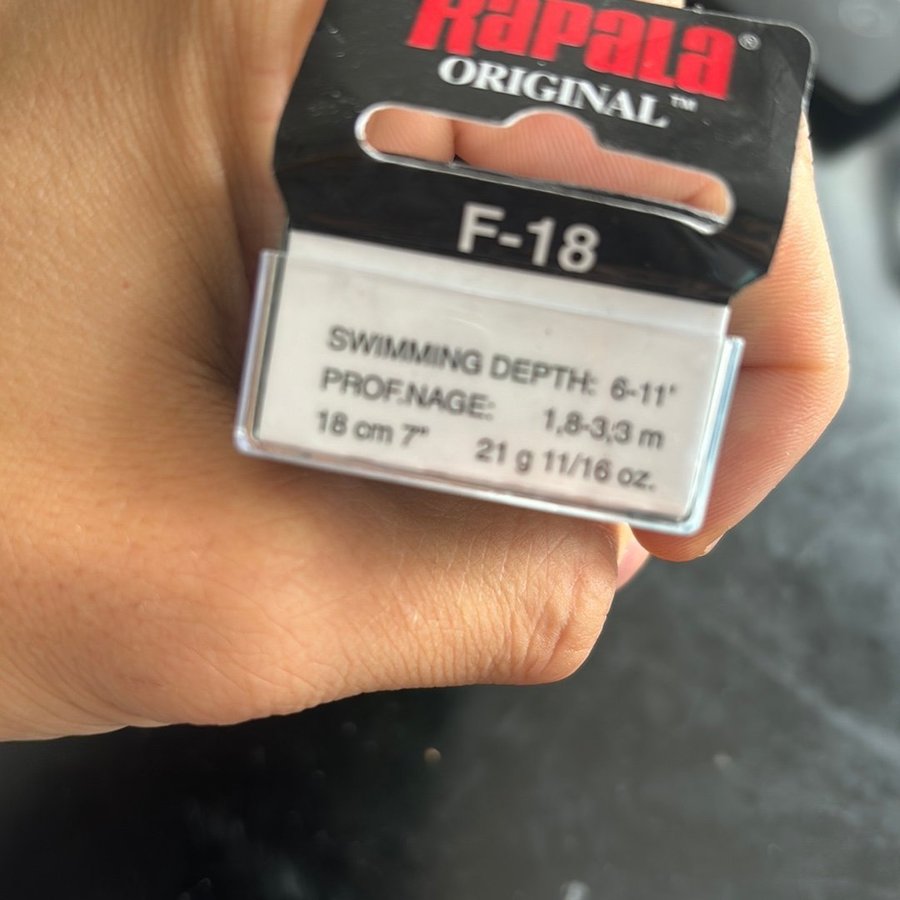 Rapala®
ORIGINAL™
F-18
SWIMMING DEPTH: 6-11'
PROF.NAGE: 1,8-3,3 m
18 cm 7" 21 g 11/16 oz.